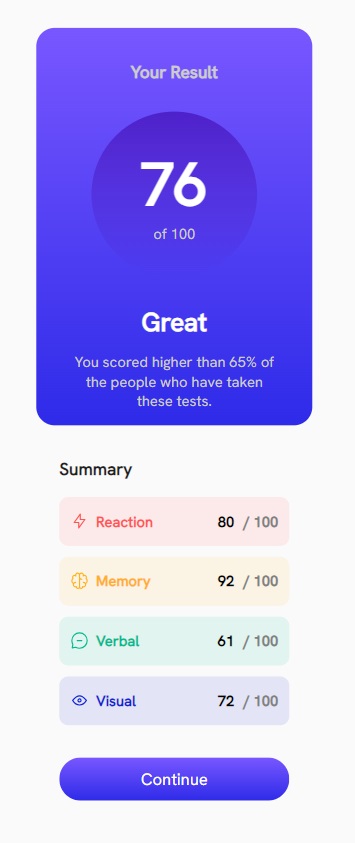 Your Result
76
of 100
Great
You scored higher than 65% of
the people who have taken
these tests.
Summary
Reaction 80 / 100
Memory 92 / 100
Verbal 61 / 100
Visual 72 / 100
Continue